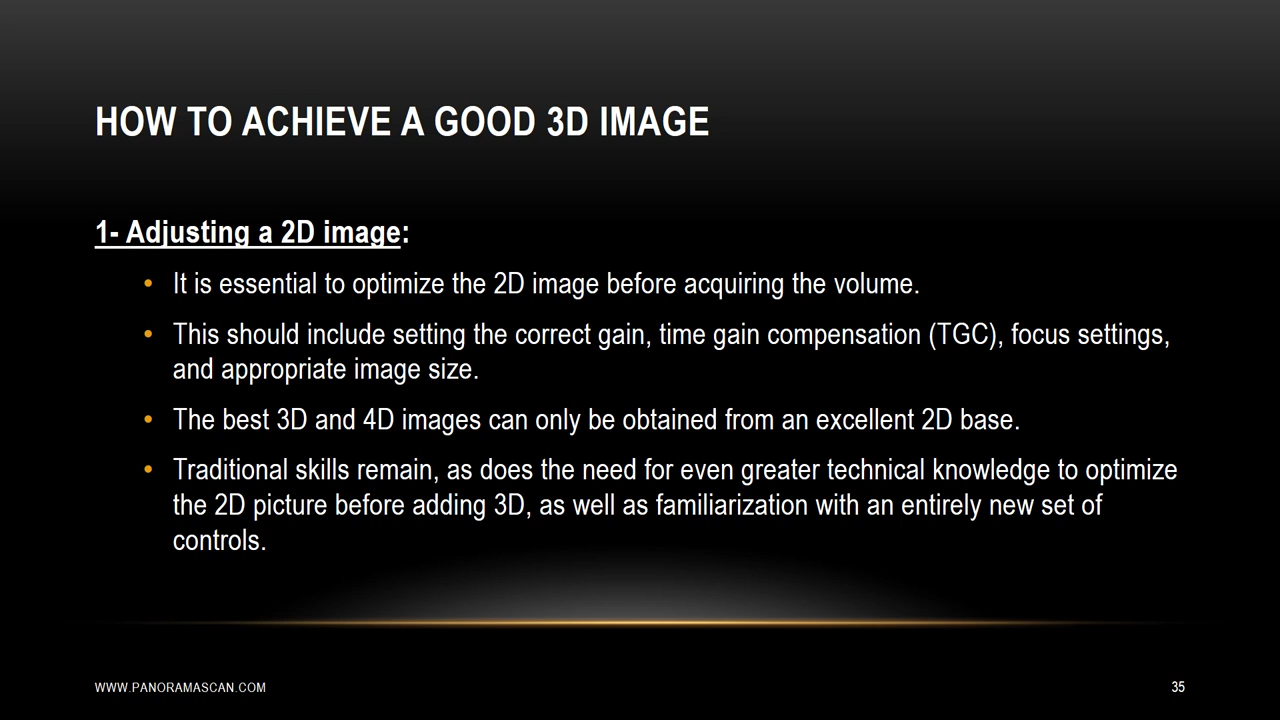 HOW TO ACHIEVE A GOOD 3D IMAGE
1- Adjusting a 2D image:
• It is essential to optimize the 2D image before acquiring the volume.
• This should include setting the correct gain, time gain compensation (TGC), focus settings,
and appropriate image size.
• The best 3D and 4D images can only be obtained from an excellent 2D base.
• Traditional skills remain, as does the need for even greater technical knowledge to optimize
the 2D picture before adding 3D, as well as familiarization with an entirely new set of
controls.
WWW.PANORAMASCAN.COM
35